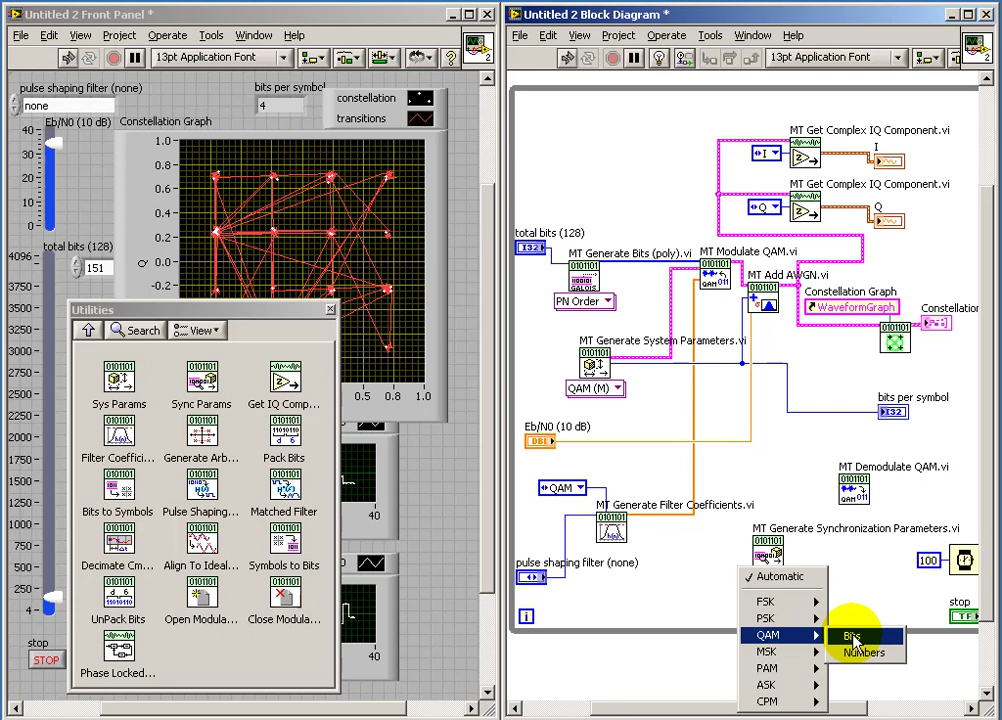 Untitled 2 Front Panel *
File Edit View Project Operate Tools Window Help
13pt Application Font
2
pulse shaping filter (none)
none
bits per symbol
4
constellation
transitions
Eb/N0 (10 dB)
Constellation Graph
40
30
20
10
0
1.0
0.8
0.6
0.4
0.2
0.0
-0.2
Q
0.5 0.8 1.0
total bits (128)
151
4096
3750
3500
3250
3000
2750
2500
2250
2000
1750
1500
1250
1000
750
500
250
4
40
40
stop
STOP
Utilities
Search
View
Sys Params
Sync Params
Get IQ Comp...
Filter Coeffici...
Generate Arb...
Pack Bits
Bits to Symbols
Pulse Shaping...
Matched Filter
Decimate Cm...
Align To Ideal...
Symbols to Bits
UnPack Bits
Open Modula...
Close Modula...
Phase Locked...
Untitled 2 Block Diagram *
File Edit View Project Operate Tools Window Help
13pt Application Font
2
MT Get Complex IQ Component.vi
I
I
MT Get Complex IQ Component.vi
Q
Q
total bits (128)
I32
MT Generate Bits (poly).vi
GALOIS
PN Order
MT Modulate QAM.vi
QAM 011
MT Add AWGN.vi
Constellation Graph
WaveformGraph
Constellation
MT Generate System Parameters.vi
QAM (M)
bits per symbol
I32
Eb/N0 (10 dB)
DBL
QAM
MT Generate Filter Coefficients.vi
pulse shaping filter (none)
MT Demodulate QAM.vi
QAM 011
MT Generate Synchronization Parameters.vi
100
stop
TF
i
Automatic
FSK
PSK
QAM
MSK
PAM
ASK
CPM
Bits
Numbers